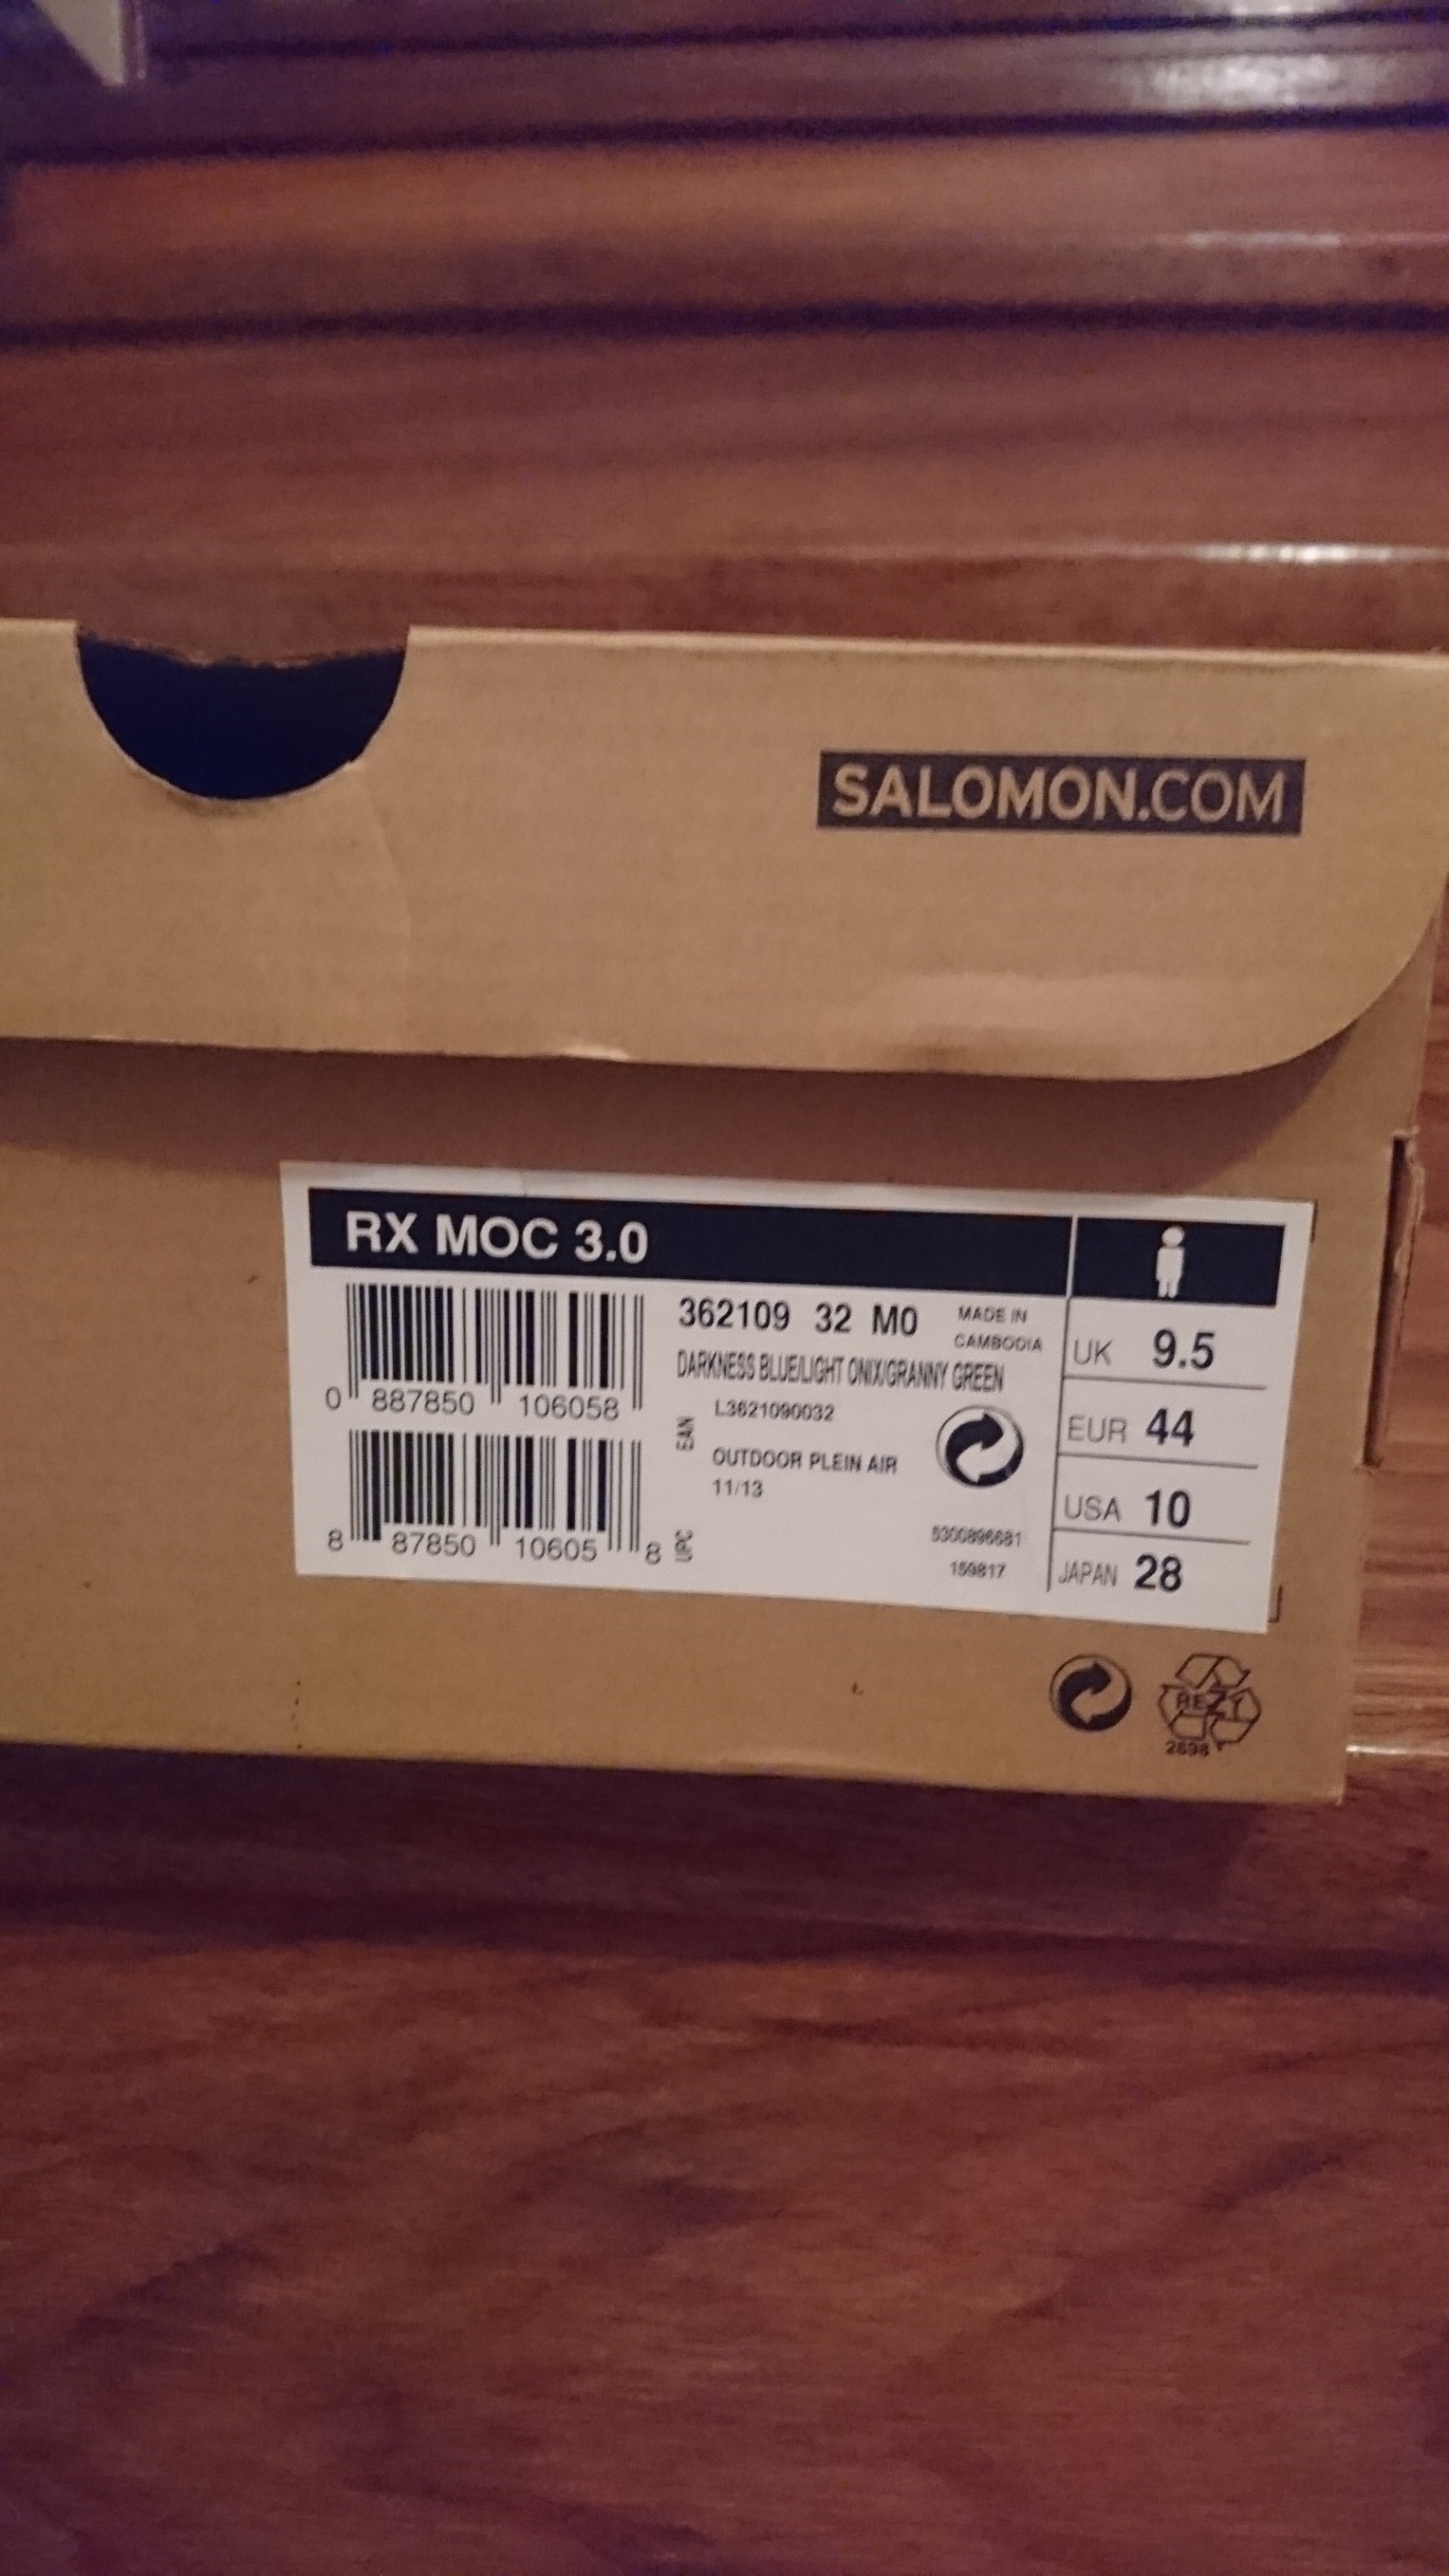 SALOMON.COM
RX MOC 3.0
362109 32 M0
MADE IN
CAMBODIA
DARKNESS BLUE/LIGHT ONIX/GRANNY GREEN
0 887850 106058
EAN
L3621090032
OUTDOOR PLEIN AIR
11/13
8 87850 10605 8
UPC
5300896681
159817
UK 9.5
EUR 44
USA 10
JAPAN 28
REZY